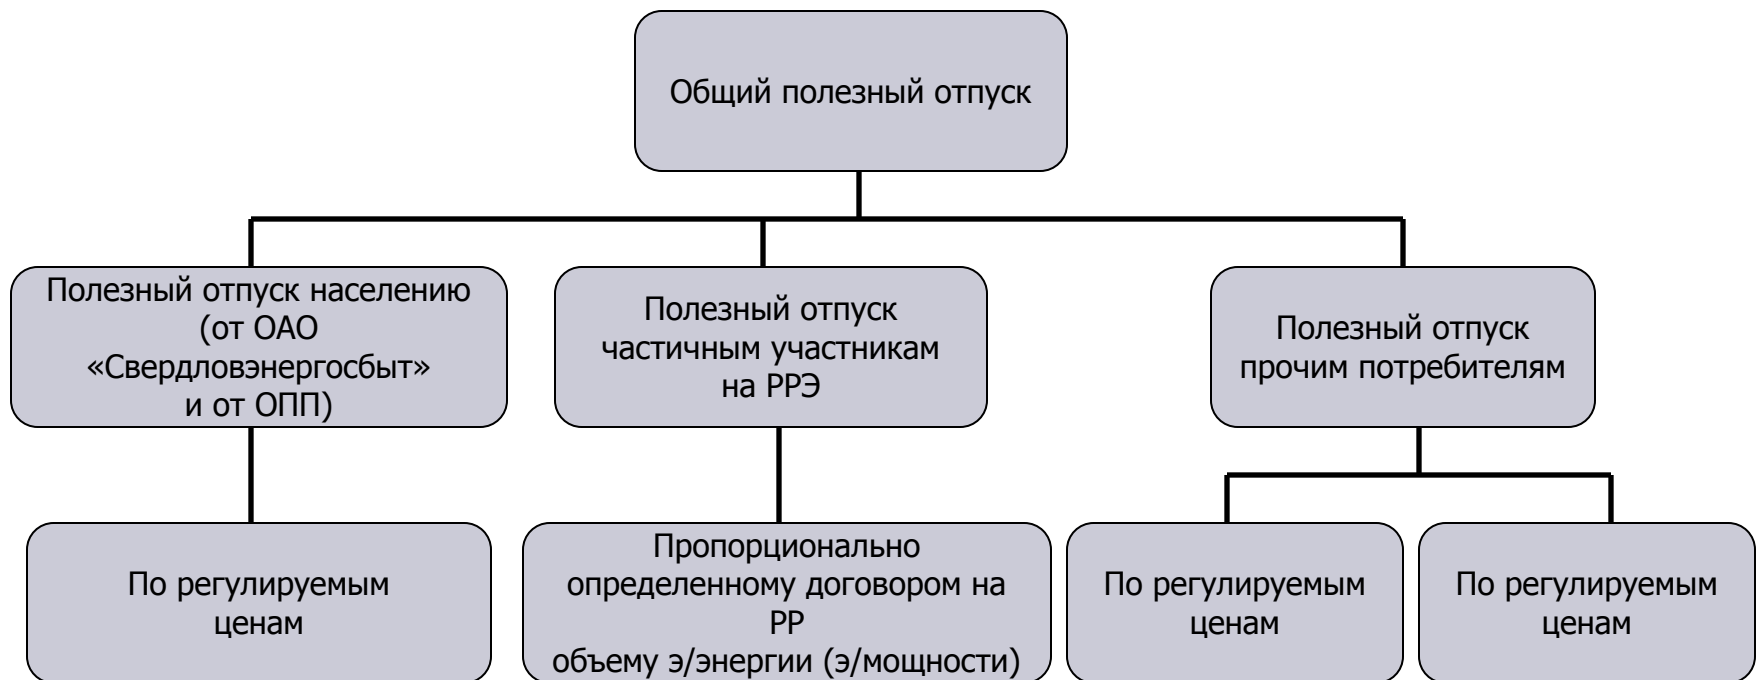 Общий полезный отпуск
Полезный отпуск населению
(от ОАО
«Свердловэнергосбыт»
и от ОПП)
Полезный отпуск
частичным участникам
на РРЭ
Полезный отпуск
прочим потребителям
По регулируемым
ценам
Пропорционально
определенному договором на
РР
объему э/энергии (э/мощности)
По регулируемым
ценам
По регулируемым
ценам